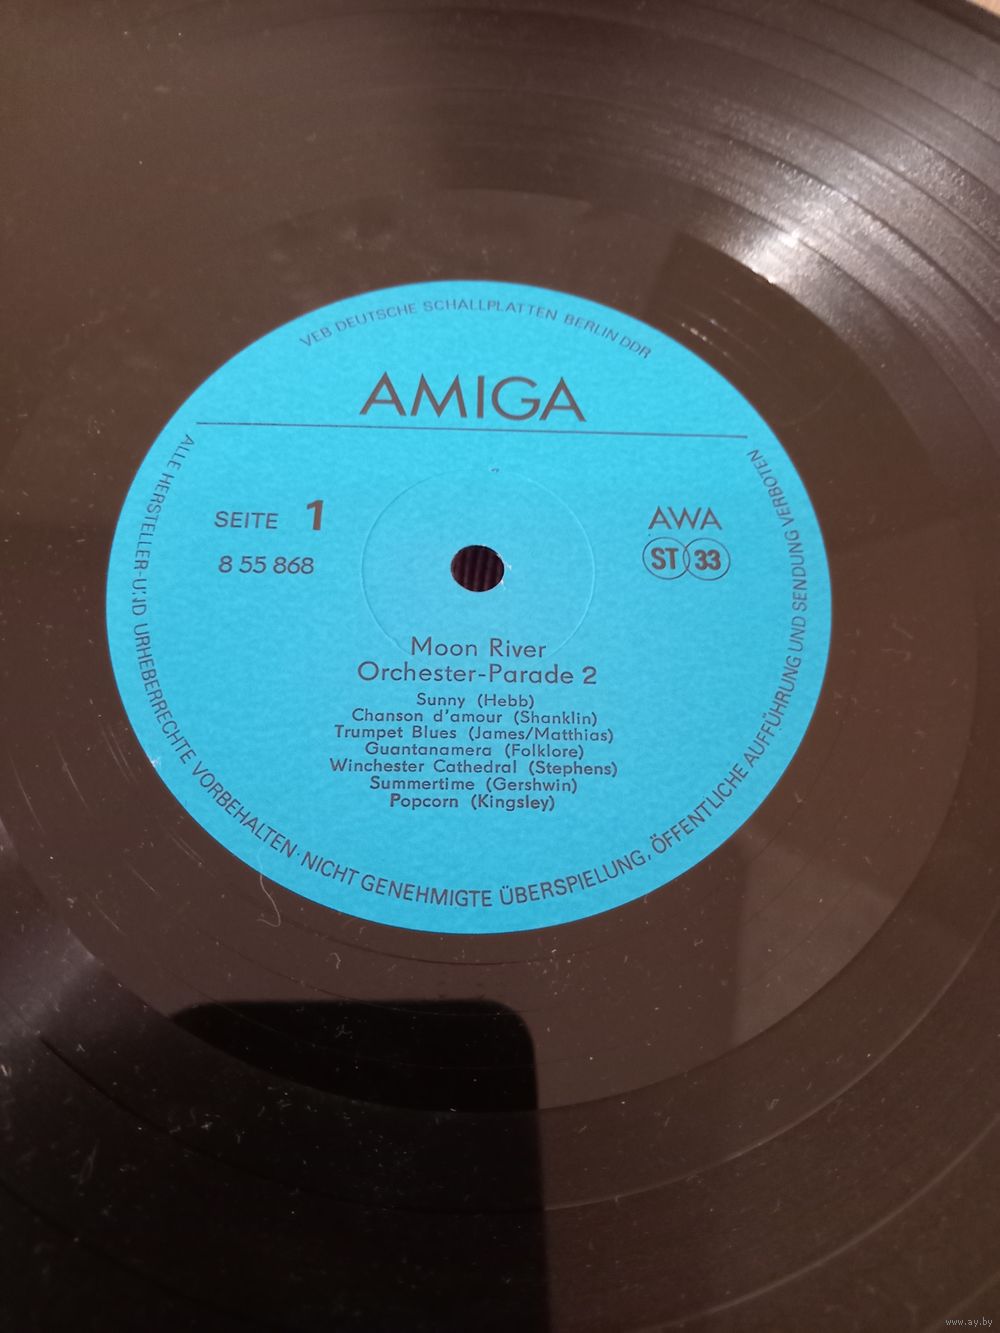 VEB DEUTSCHE SCHALLPLATTEN BERLIN DDR
AMIGA
SEITE 1
8 55 868
AWA
ST 33
Moon River
Orchester-Parade 2
Sunny (Hebb)
Chanson d'amour (Shanklin)
Trumpet Blues (James/Matthias)
Guantanamera (Folklore)
Winchester Cathedral (Stephens)
Summertime (Gershwin)
Popcorn (Kingsley)
ALLE HERSTELLER-UND URHEBERRECHTE VORBEHALTEN· NICHT GENEHMIGTE ÜBERSPIELUNG, ÖFFENTLICHE AUFFÜHRUNG UND SENDUNG VERBOTEN
www.ay.by